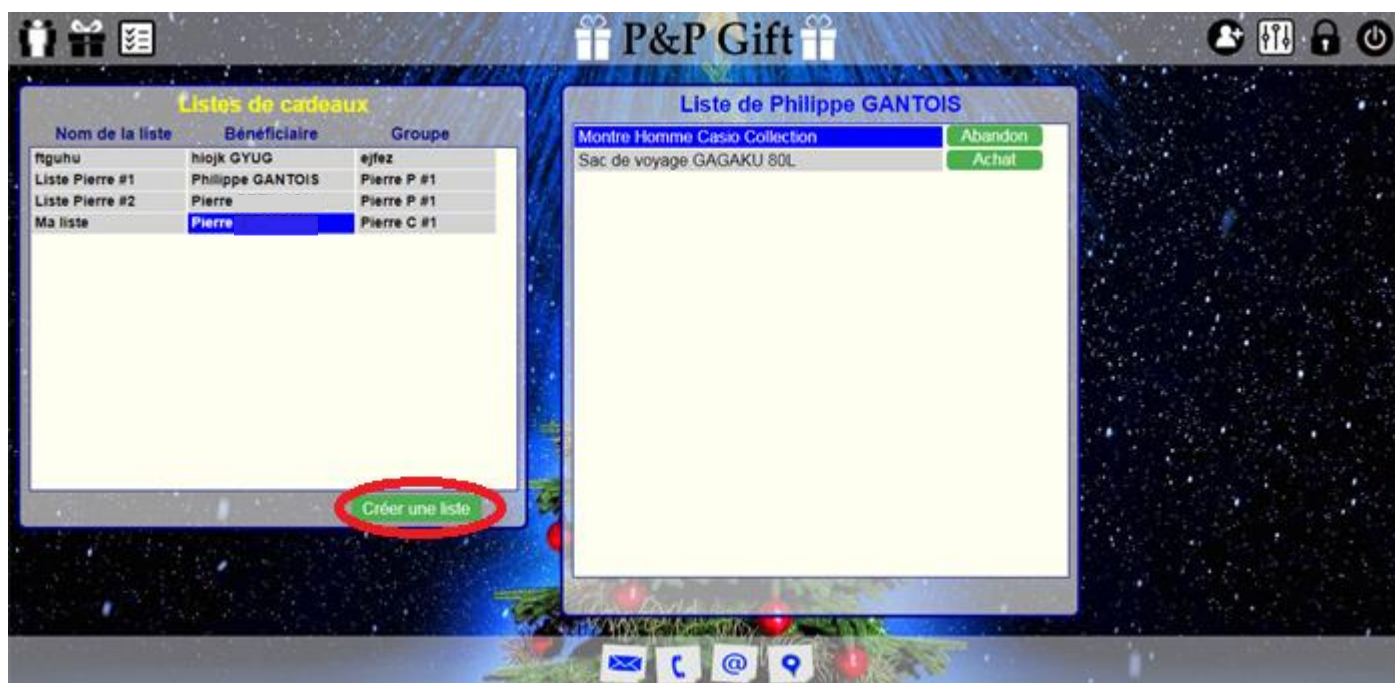 P&P Gift
Listes de cadeaux
Nom de la liste Bénéficiaire Groupe
ftguhu hiojk GYUG ejfez
Liste Pierre #1 Philippe GANTOIS Pierre P #1
Liste Pierre #2 Pierre Pierre P #1
Ma liste Pierre Pierre C #1
Créer une liste
Liste de Philippe GANTOIS
Montre Homme Casio Collection Abandon
Sac de voyage GAGAKU 80L Achat
@